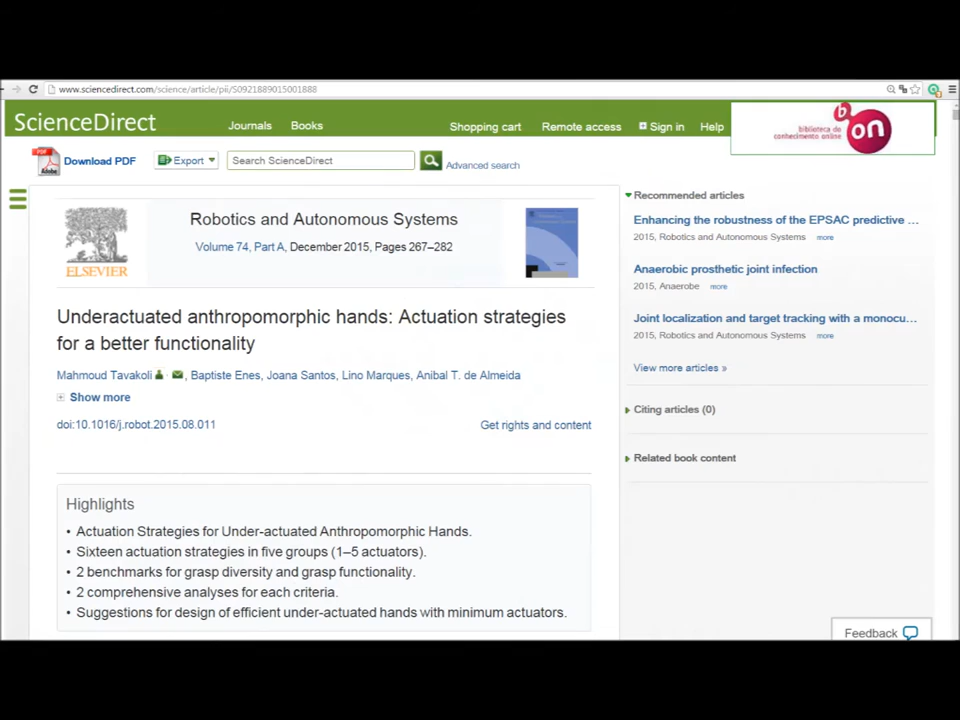 www.sciencedirect.com/science/article/pii/S0921889015001888
ScienceDirect
Journals
Books
Shopping cart
Remote access
Sign in
Help
b
on
biblioteca do
conhecimento online
PDF
Adobe
Download PDF
Export
Search ScienceDirect
Advanced search
ELSEVIER
Robotics and Autonomous Systems
Volume 74, Part A, December 2015, Pages 267–282
Underactuated anthropomorphic hands: Actuation strategies
for a better functionality
Mahmoud Tavakoli, Baptiste Enes, Joana Santos, Lino Marques, Anibal T. de Almeida
Show more
doi:10.1016/j.robot.2015.08.011
Get rights and content
Highlights
• Actuation Strategies for Under-actuated Anthropomorphic Hands.
• Sixteen actuation strategies in five groups (1–5 actuators).
• 2 benchmarks for grasp diversity and grasp functionality.
• 2 comprehensive analyses for each criteria.
• Suggestions for design of efficient under-actuated hands with minimum actuators.
Recommended articles
Enhancing the robustness of the EPSAC predictive ...
2015, Robotics and Autonomous Systems more
Anaerobic prosthetic joint infection
2015, Anaerobe more
Joint localization and target tracking with a monocu...
2015, Robotics and Autonomous Systems more
View more articles »
Citing articles (0)
Related book content
Feedback